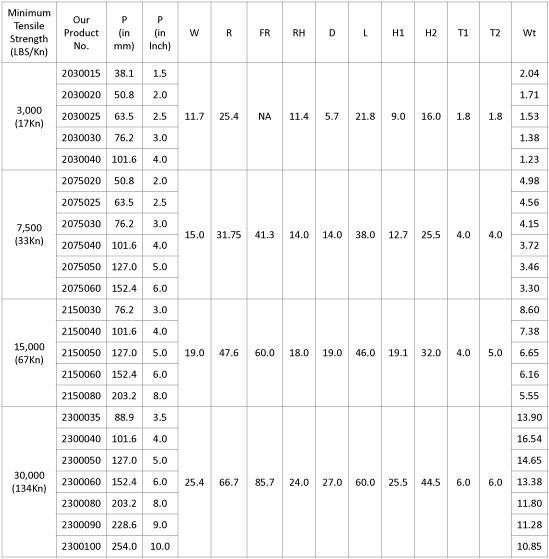 Minimum Tensile Strength (LBS/Kn) Our Product No. P (in mm) P (in Inch) W R FR RH D L H1 H2 T1 T2 Wt
3,000 (17Kn) 2030015 38.1 1.5 11.7 25.4 NA 11.4 5.7 21.8 9.0 16.0 1.8 1.8 2.04
2030020 50.8 2.0 1.71
2030025 63.5 2.5 1.53
2030030 76.2 3.0 1.38
2030040 101.6 4.0 1.23
7,500 (33Kn) 2075020 50.8 2.0 15.0 31.75 41.3 14.0 14.0 38.0 12.7 25.5 4.0 4.0 4.98
2075025 63.5 2.5 4.56
2075030 76.2 3.0 4.15
2075040 101.6 4.0 3.72
2075050 127.0 5.0 3.46
2075060 152.4 6.0 3.30
15,000 (67Kn) 2150030 76.2 3.0 19.0 47.6 60.0 18.0 19.0 46.0 19.1 32.0 4.0 5.0 8.60
2150040 101.6 4.0 7.38
2150050 127.0 5.0 6.65
2150060 152.4 6.0 6.16
2150080 203.2 8.0 5.55
30,000 (134Kn) 2300035 88.9 3.5 25.4 66.7 85.7 24.0 27.0 60.0 25.5 44.5 6.0 6.0 13.90
2300040 101.6 4.0 16.54
2300050 127.0 5.0 14.65
2300060 152.4 6.0 13.38
2300080 203.2 8.0 11.80
2300090 228.6 9.0 11.28
2300100 254.0 10.0 10.85